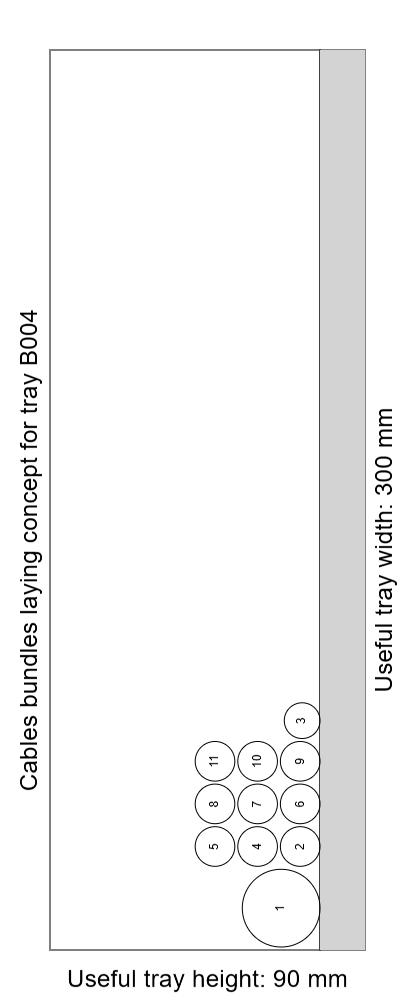 Cables bundles laying concept for tray B004
Useful tray width: 300 mm
3
11 10 9
8 7 6
5 4 2
1
Useful tray height: 90 mm